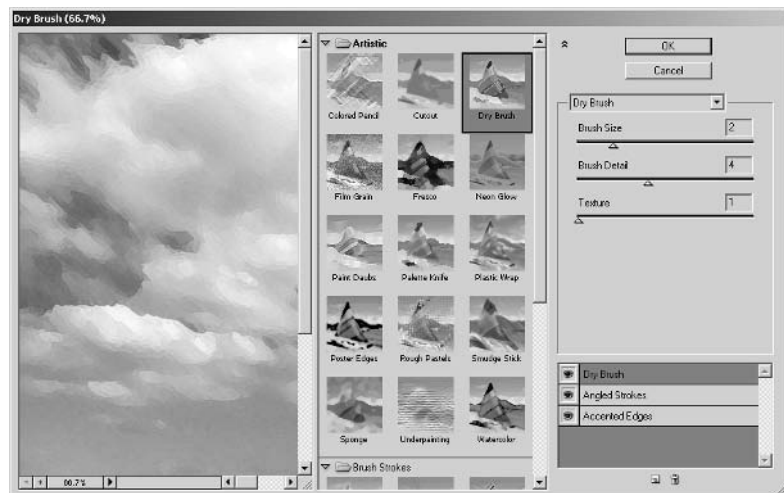 Dry Brush (66.7%)
Artistic
Colored Pencil Cutout Dry Brush
Film Grain Fresco Neon Glow
Paint Daubs Palette Knife Plastic Wrap
Poster Edges Rough Pastels Smudge Stick
Sponge Underpainting Watercolor
Brush Strokes
- + 66.7%
OK
Cancel
Dry Brush
Brush Size 2
Brush Detail 4
Texture 1
Dry Brush
Angled Strokes
Accented Edges